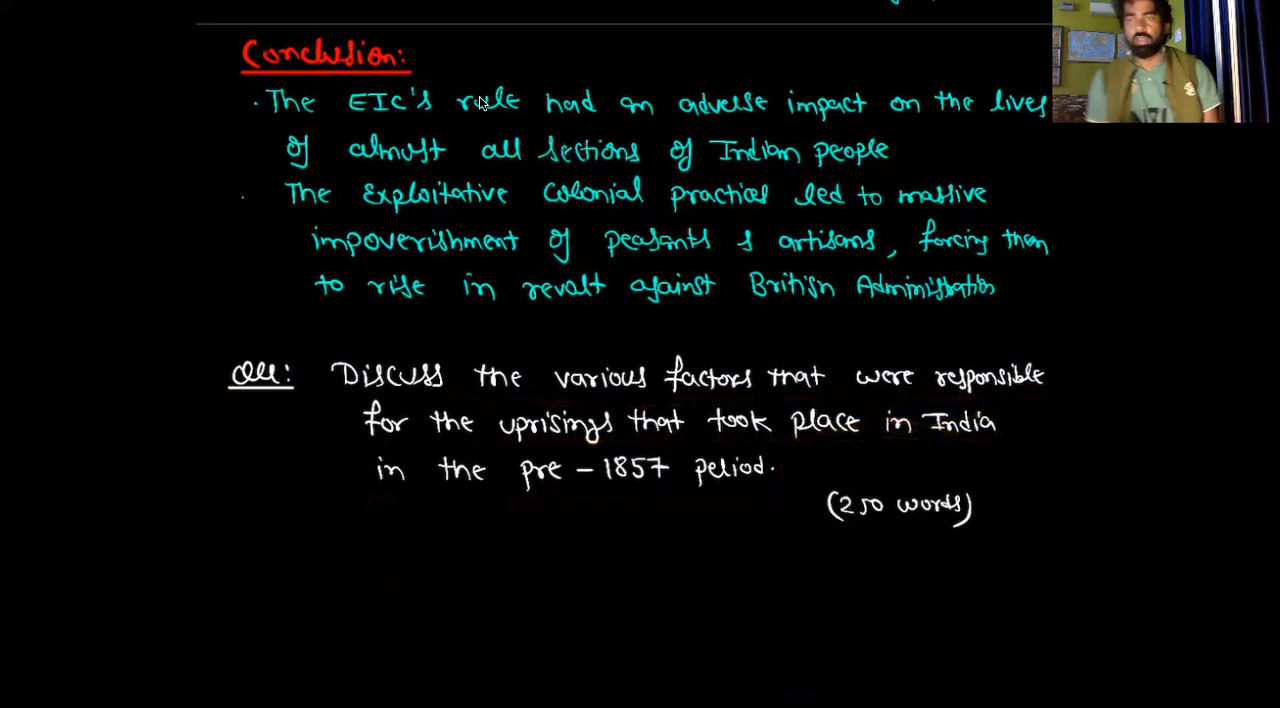 Conclusion:
. The EIC's rule had an adverse impact on the lives
of almost all sections of Indian people
. The Exploitative Colonial practices led to massive
impoverishment of peasants & artisans, forcing them
to rise in revolt against British Administration
Que: Discuss the various factors that were responsible
for the uprisings that took place in India
in the pre-1857 period.
(250 words)